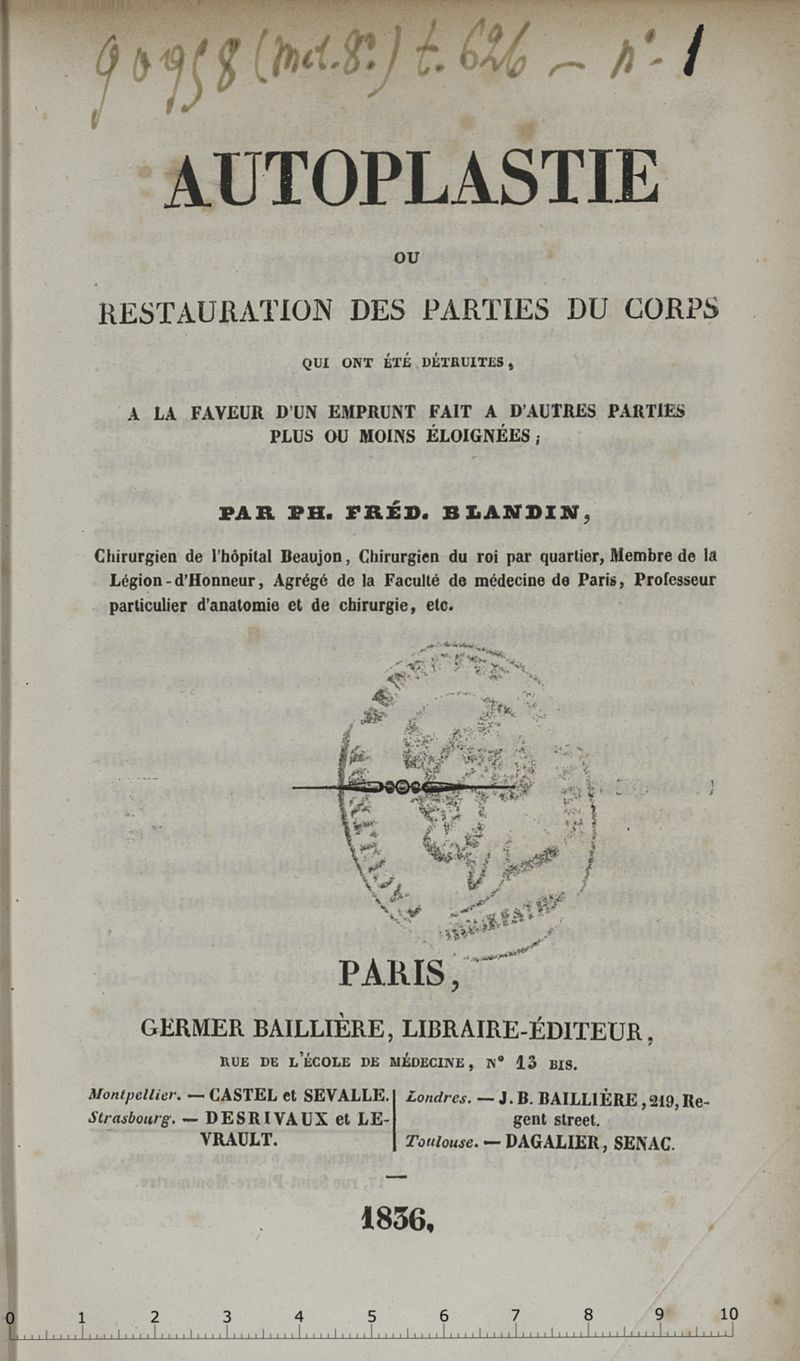 90958 (Med. 8°.) t. 626 — n°. 1
AUTOPLASTIE
OU
RESTAURATION DES PARTIES DU CORPS
QUI ONT ÉTÉ DÉTRUITES,
A LA FAVEUR D'UN EMPRUNT FAIT A D'AUTRES PARTIES
PLUS OU MOINS ÉLOIGNÉES;
PAR PH. FRÉD. BLANDIN,
Chirurgien de l'hôpital Beaujon, Chirurgien du roi par quartier, Membre de la
Légion-d'Honneur, Agrégé de la Faculté de médecine de Paris, Professeur
particulier d'anatomie et de chirurgie, etc.
PARIS,
GERMER BAILLIÈRE, LIBRAIRE-ÉDITEUR,
RUE DE L'ÉCOLE DE MÉDECINE, N° 13 BIS.
Montpellier. — CASTEL et SEVALLE.
Strasbourg. — DESRIVAUX et LE-
VRAULT.
Londres. — J. B. BAILLIÈRE, 219, Re-
gent street.
Toulouse. — DAGALIER, SENAC.
1836.
0 1 2 3 4 5 6 7 8 9 10